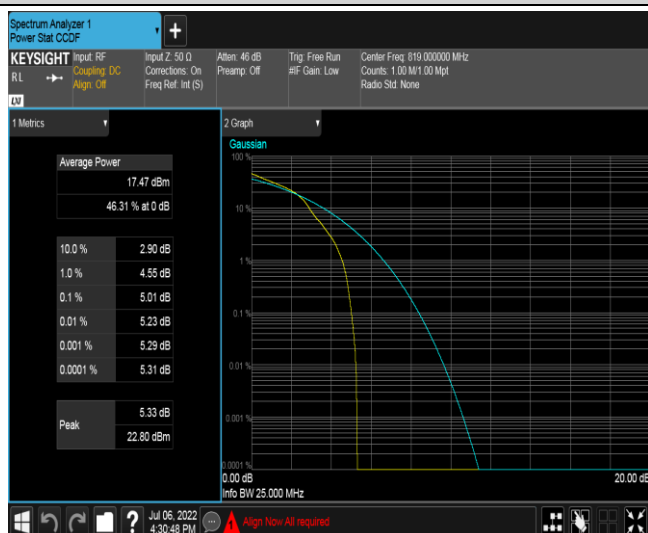 Spectrum Analyzer 1
Power Stat CCDF
+
KEYSIGHT
RL
LXI
Input: RF
Coupling: DC
Align: Off
Input Z: 50 Ω
Corrections: On
Freq Ref: Int (S)
Atten: 46 dB
Preamp: Off
Trig: Free Run
#IF Gain: Low
Center Freq: 819.000000 MHz
Counts: 1.00 M/1.00 Mpt
Radio Std: None
1 Metrics
Average Power
17.47 dBm
46.31 % at 0 dB
10.0 % 2.90 dB
1.0 % 4.55 dB
0.1 % 5.01 dB
0.01 % 5.23 dB
0.001 % 5.29 dB
0.0001 % 5.31 dB
Peak
5.33 dB
22.80 dBm
2 Graph
Gaussian
100 %
10 %
1 %
0.1 %
0.01 %
0.001 %
0.0001 %
0.00 dB 20.00 dB
Info BW 25.000 MHz
?
Jul 06, 2022
4:30:48 PM
Align Now All required